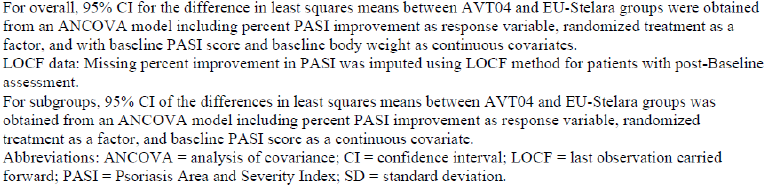 For overall, 95% CI for the difference in least squares means between AVT04 and EU-Stelara groups were obtained
from an ANCOVA model including percent PASI improvement as response variable, randomized treatment as a
factor, and with baseline PASI score and baseline body weight as continuous covariates.
LOCF data: Missing percent improvement in PASI was imputed using LOCF method for patients with post-Baseline
assessment.
For subgroups, 95% CI of the differences in least squares means between AVT04 and EU-Stelara groups was
obtained from an ANCOVA model including percent PASI improvement as response variable, randomized
treatment as a factor, and baseline PASI score as a continuous covariate.
Abbreviations: ANCOVA = analysis of covariance; CI = confidence interval; LOCF = last observation carried
forward; PASI = Psoriasis Area and Severity Index; SD = standard deviation.